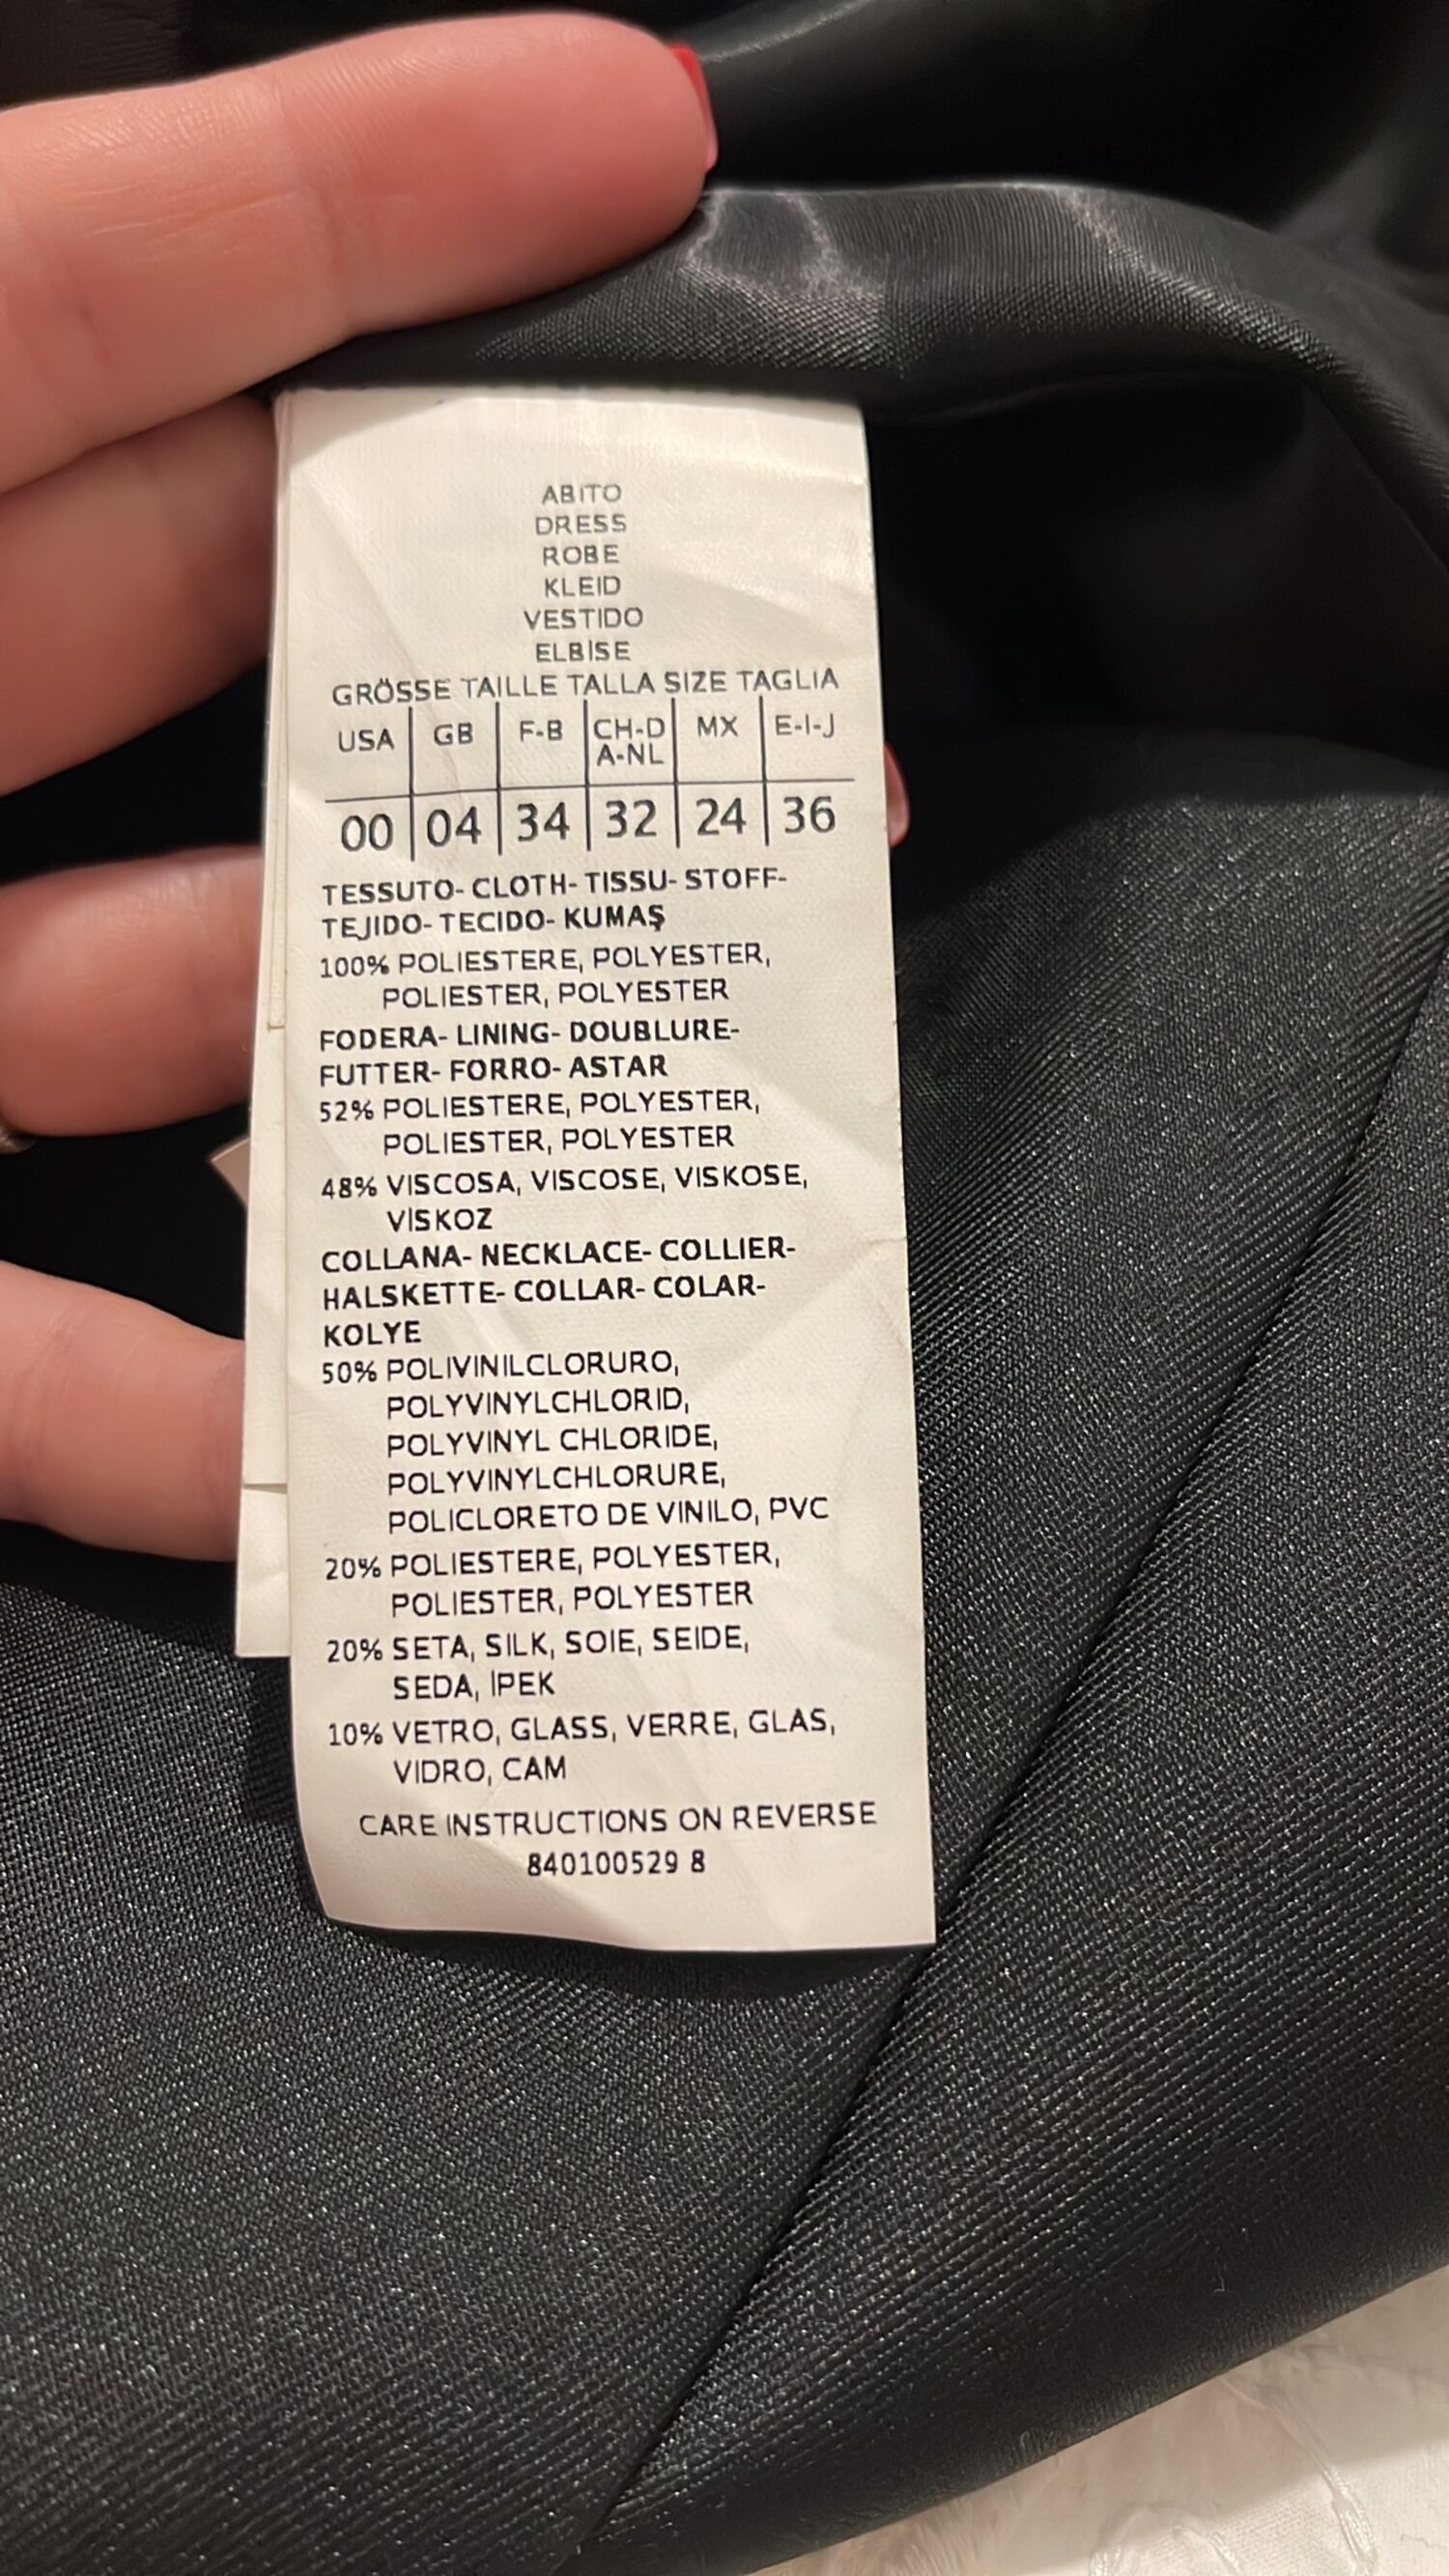 ABITO
DRESS
ROBE
KLEID
VESTIDO
ELBİSE
GRÖSSE TAILLE TALLA SIZE TAGLIA
USA GB F-B CH-D A-NL MX E-I-J
00 04 34 32 24 36
TESSUTO- CLOTH- TISSU- STOFF-
TEJIDO- TECIDO- KUMAŞ
100% POLIESTERE, POLYESTER,
POLIESTER, POLYESTER
FODERA- LINING- DOUBLURE-
FUTTER- FORRO- ASTAR
52% POLIESTERE, POLYESTER,
POLIESTER, POLYESTER
48% VISCOSA, VISCOSE, VISKOSE,
VİSKOZ
COLLANA- NECKLACE- COLLIER-
HALSKETTE- COLLAR- COLAR-
KOLYE
50% POLIVINILCLORURO,
POLYVINYLCHLORID,
POLYVINYL CHLORIDE,
POLYVINYLCHLORURE,
POLICLORETO DE VINILO, PVC
20% POLIESTERE, POLYESTER,
POLIESTER, POLYESTER
20% SETA, SILK, SOIE, SEIDE,
SEDA, İPEK
10% VETRO, GLASS, VERRE, GLAS,
VIDRO, CAM
CARE INSTRUCTIONS ON REVERSE
840100529 8